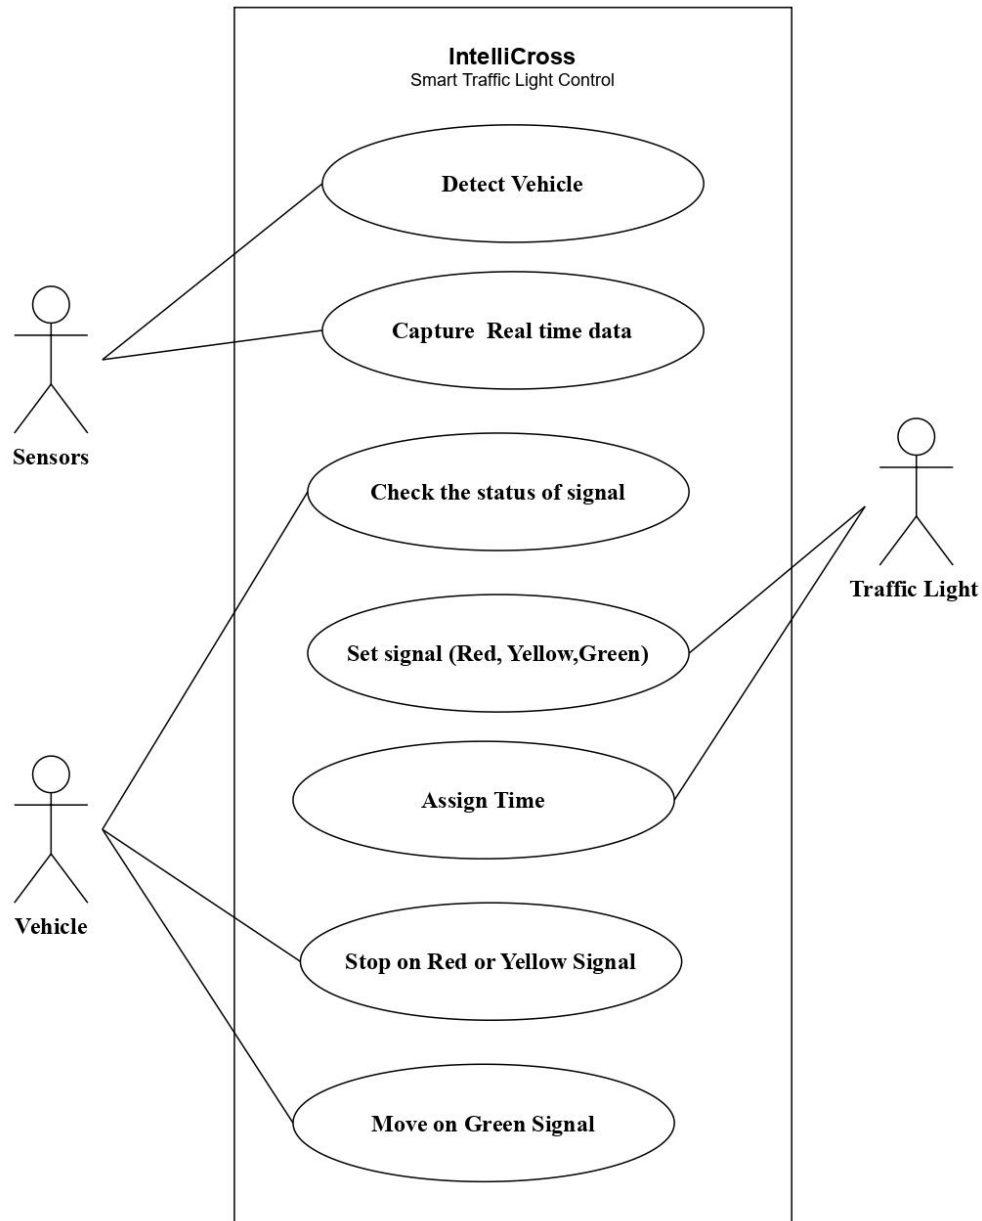 IntelliCross
Smart Traffic Light Control
Detect Vehicle
Capture Real time data
Sensors
Check the status of signal
Traffic Light
Set signal (Red, Yellow,Green)
Assign Time
Vehicle
Stop on Red or Yellow Signal
Move on Green Signal